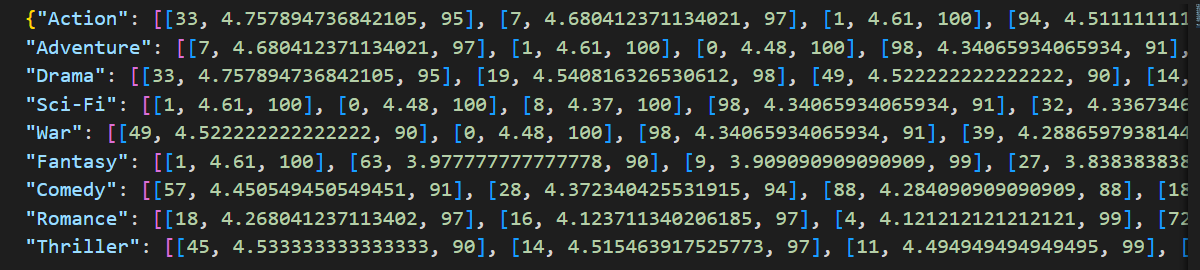 {"Action": [[33, 4.757894736842105, 95], [7, 4.680412371134021, 97], [1, 4.61, 100], [94, 4.511111111
"Adventure": [[7, 4.680412371134021, 97], [1, 4.61, 100], [0, 4.48, 100], [98, 4.34065934065934, 91],
"Drama": [[33, 4.757894736842105, 95], [19, 4.540816326530612, 98], [49, 4.522222222222222, 90], [14,
"Sci-Fi": [[1, 4.61, 100], [0, 4.48, 100], [8, 4.37, 100], [98, 4.34065934065934, 91], [32, 4.3367346
"War": [[49, 4.522222222222222, 90], [0, 4.48, 100], [98, 4.34065934065934, 91], [39, 4.2886597938144
"Fantasy": [[1, 4.61, 100], [63, 3.977777777777778, 90], [9, 3.909090909090909, 99], [27, 3.838383838
"Comedy": [[57, 4.450549450549451, 91], [28, 4.372340425531915, 94], [88, 4.284090909090909, 88], [18
"Romance": [[18, 4.268041237113402, 97], [16, 4.123711340206185, 97], [4, 4.121212121212121, 99], [72
"Thriller": [[45, 4.533333333333333, 90], [14, 4.515463917525773, 97], [11, 4.494949494949495, 99], [